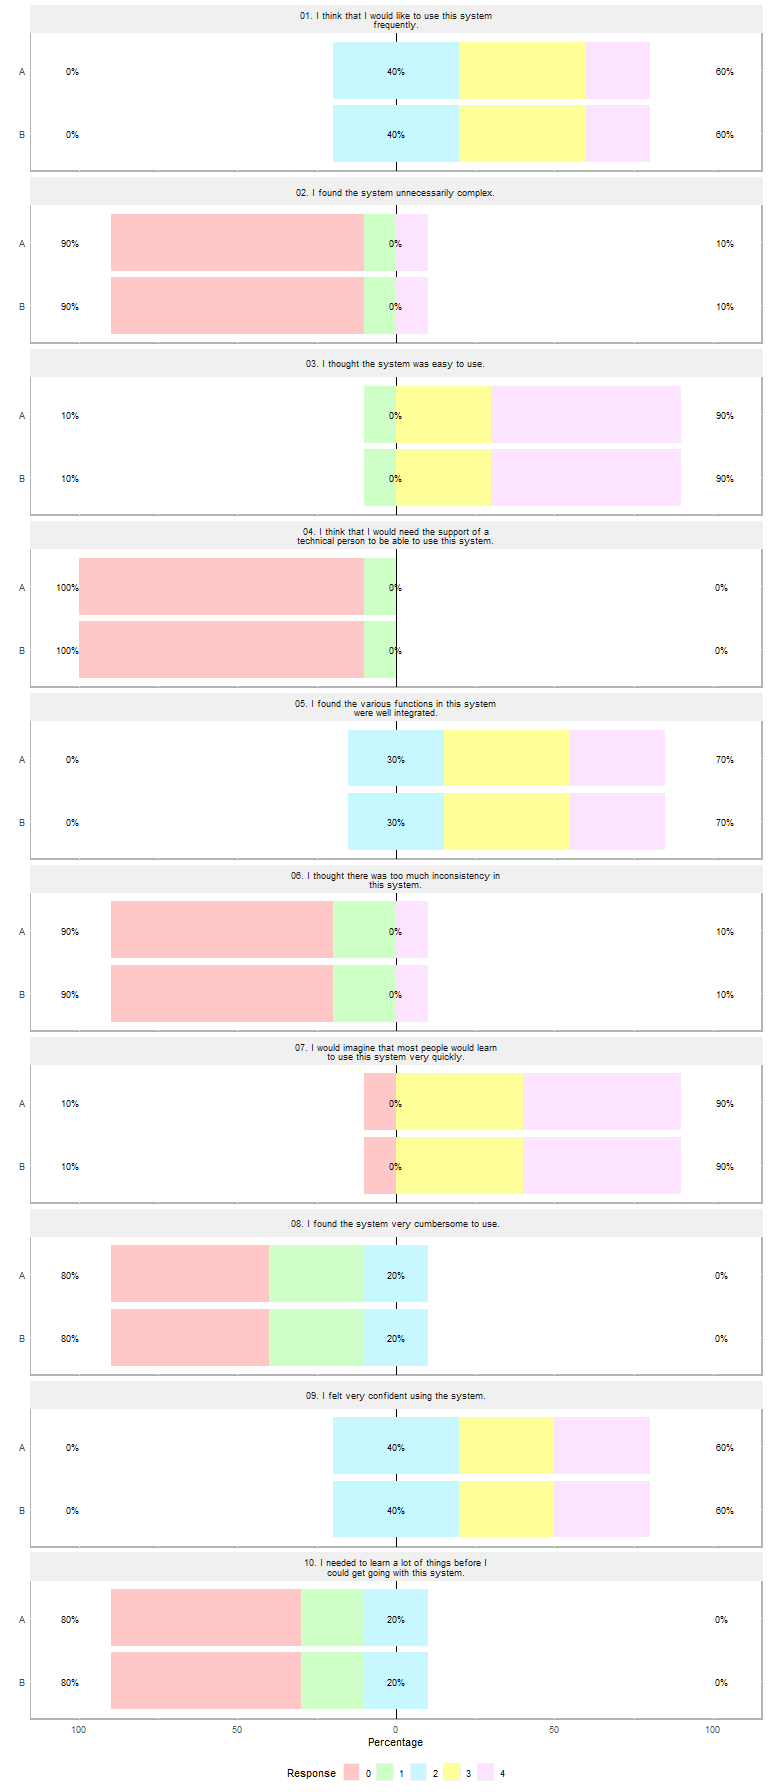 01. I think that I would like to use this system
frequently.
A 0% 40% 60%
B 0% 40% 60%
02. I found the system unnecessarily complex.
A 90% 0% 10%
B 90% 0% 10%
03. I thought the system was easy to use.
A 10% 0% 90%
B 10% 0% 90%
04. I think that I would need the support of a
technical person to be able to use this system.
A 100% 0% 0%
B 100% 0% 0%
05. I found the various functions in this system
were well integrated.
A 0% 30% 70%
B 0% 30% 70%
06. I thought there was too much inconsistency in
this system.
A 90% 0% 10%
B 90% 0% 10%
07. I would imagine that most people would learn
to use this system very quickly.
A 10% 0% 90%
B 10% 0% 90%
08. I found the system very cumbersome to use.
A 80% 20% 0%
B 80% 20% 0%
09. I felt very confident using the system.
A 0% 40% 60%
B 0% 40% 60%
10. I needed to learn a lot of things before I
could get going with this system.
A 80% 20% 0%
B 80% 20% 0%
100 50 0 50 100
Percentage
Response 0 1 2 3 4